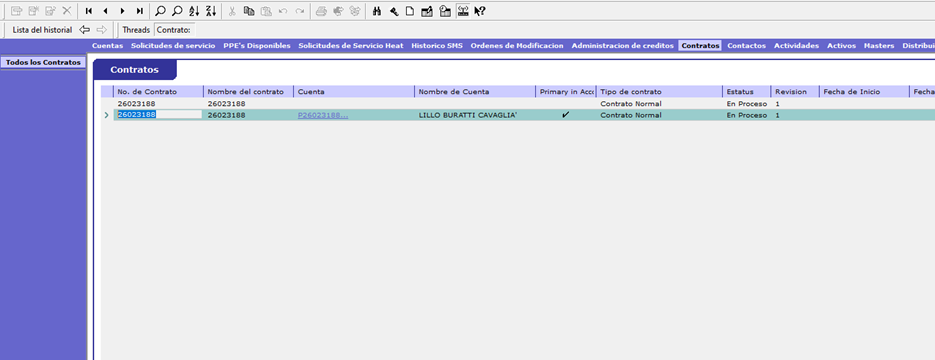 Lista del historial Threads Contrato:
Cuentas Solicitudes de servicio PPE's Disponibles Solicitudes de Servicio Heat Historico SMS Ordenes de Modificacion Administracion de creditos Contratos Contactos Actividades Activos Masters Distribui
Todos los Contratos
Contratos
No. de Contrato Nombre del contrato Cuenta Nombre de Cuenta Primary in Acc Tipo de contrato Estatus Revision Fecha de Inicio Fecha
26023188 26023188 Contrato Normal En Proceso 1
26023188 26023188 P26023188... LILLO BURATTI CAVAGLIA' Contrato Normal En Proceso 1